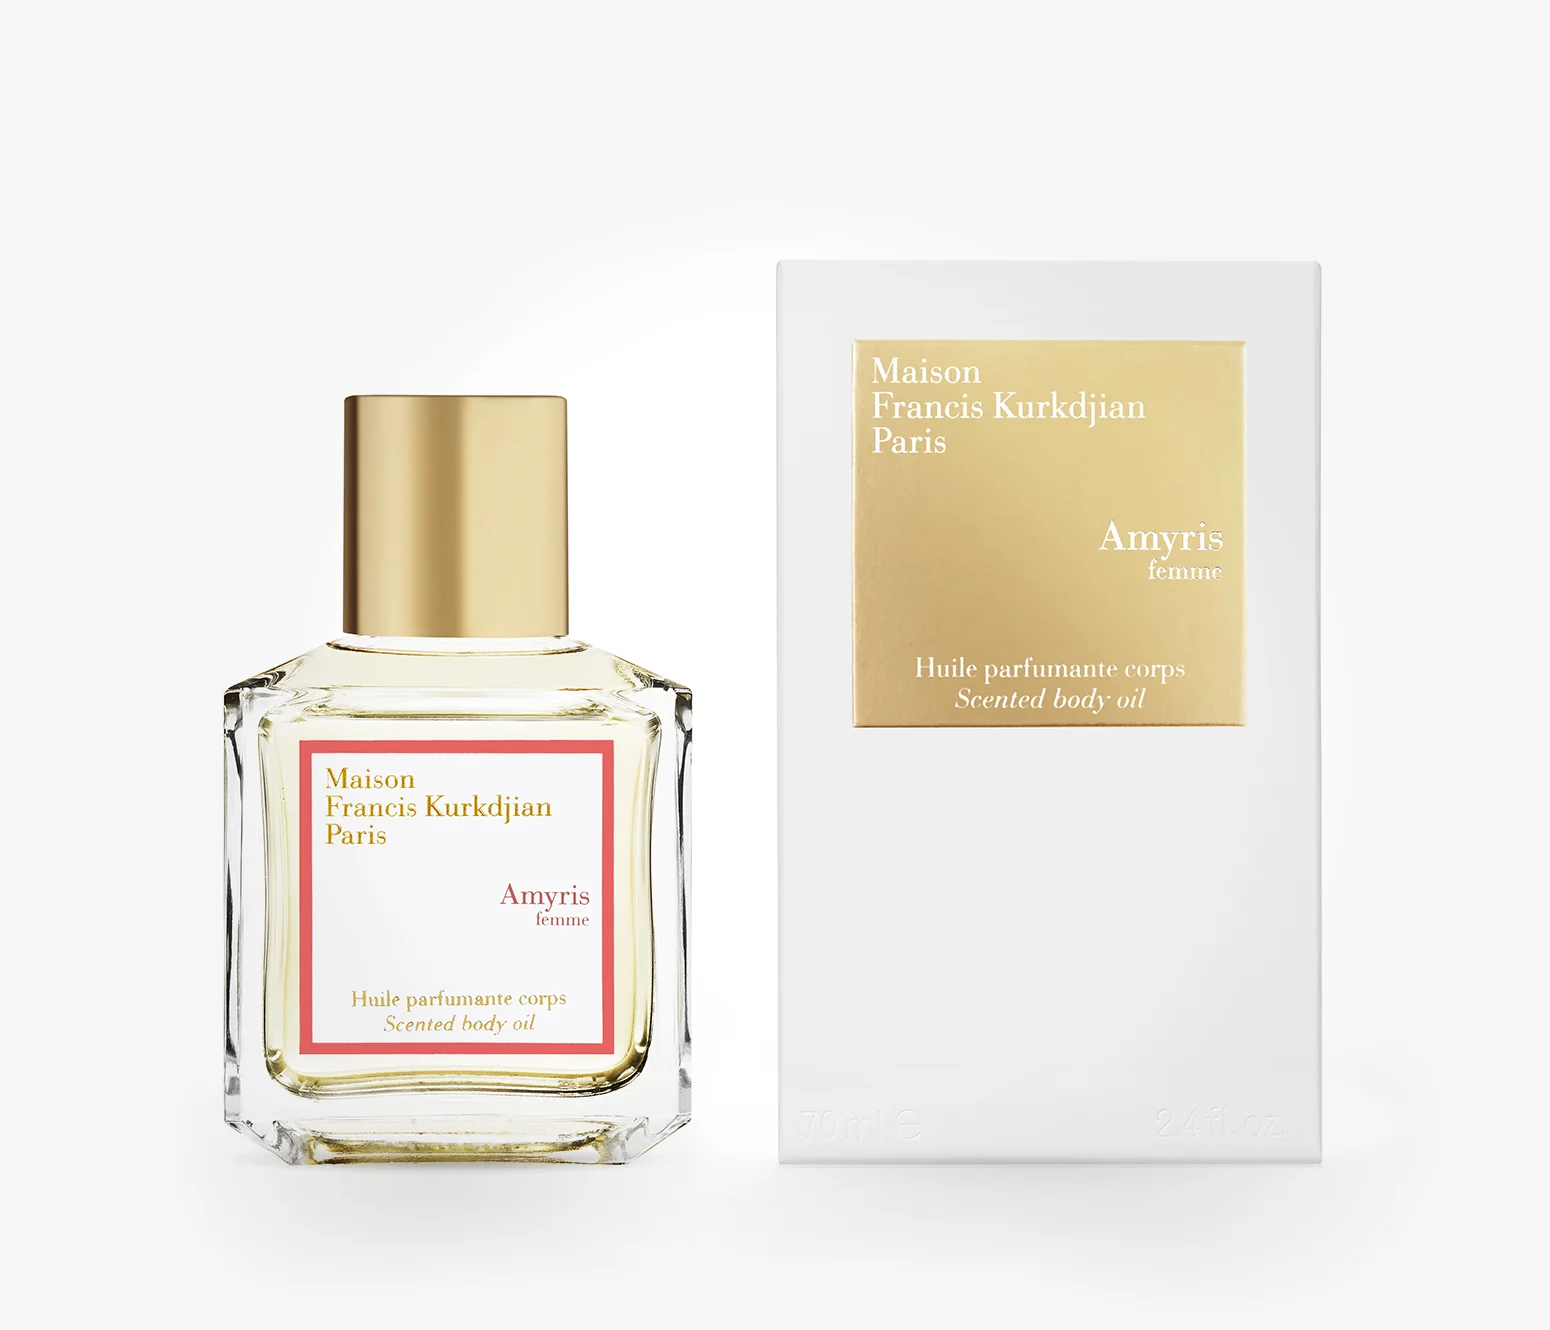 Maison
Francis Kurkdjian
Paris
Amyris
femme
Huile parfumante corps
Scented body oil
Maison
Francis Kurkdjian
Paris
Amyris
femme
Huile parfumante corps
Scented body oil
70 ml ℮ 2.4 fl. oz.